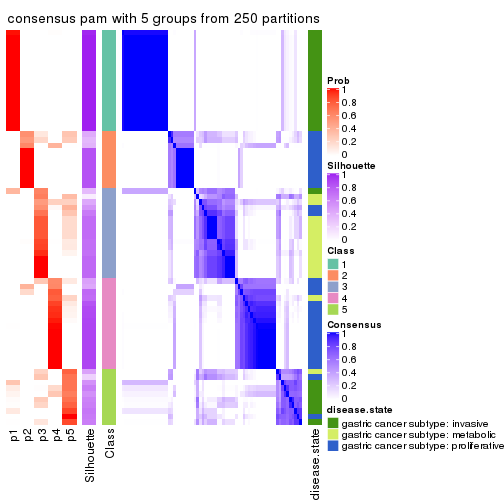 consensus pam with 5 groups from 250 partitions
Prob
1
0.8
0.6
0.4
0.2
0
Silhouette
1
0.8
0.6
0.4
0.2
0
Class
1
2
3
4
5
Consensus
1
0.8
0.6
0.4
0.2
0
disease.state
gastric cancer subtype: invasive
gastric cancer subtype: metabolic
gastric cancer subtype: proliferative
p1
p2
p3
p4
p5
Silhouette
Class
disease.state